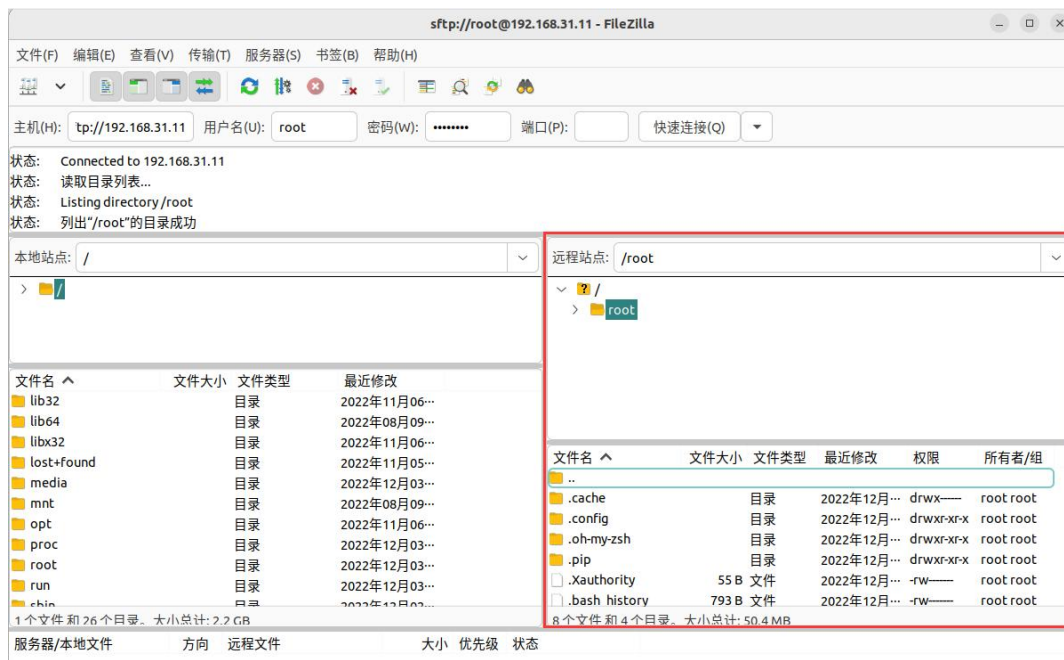 sftp://root@192.168.31.11 - FileZilla
文件(F) 编辑(E) 查看(V) 传输(T) 服务器(S) 书签(B) 帮助(H)
主机(H): tp://192.168.31.11 用户名(U): root 密码(W): •••••••• 端口(P): 快速连接(Q)
状态: Connected to 192.168.31.11
状态: 读取目录列表...
状态: Listing directory /root
状态: 列出“/root”的目录成功
本地站点: /
/
文件名 文件大小 文件类型 最近修改
lib32 目录 2022年11月06…
lib64 目录 2022年08月09…
libx32 目录 2022年11月06…
lost+found 目录 2022年11月05…
media 目录 2022年12月03…
mnt 目录 2022年08月09…
opt 目录 2022年11月06…
proc 目录 2022年12月03…
root 目录 2022年12月03…
run 目录 2022年12月03…
sbin 目录 2022年12月03…
1 个文件 和 26 个目录。大小总计: 2.2 GB
远程站点: /root
/
root
文件名 文件大小 文件类型 最近修改 权限 所有者/组
..
.cache 目录 2022年12月… drwx------ root root
.config 目录 2022年12月… drwxr-xr-x root root
.oh-my-zsh 目录 2022年12月… drwxr-xr-x root root
.pip 目录 2022年12月… drwxr-xr-x root root
.Xauthority 55 B 文件 2022年12月… -rw------- root root
.bash_history 793 B 文件 2022年12月… -rw------- root root
8 个文件 和 4 个目录。大小总计: 50.4 MB
服务器/本地文件 方向 远程文件 大小 优先级 状态